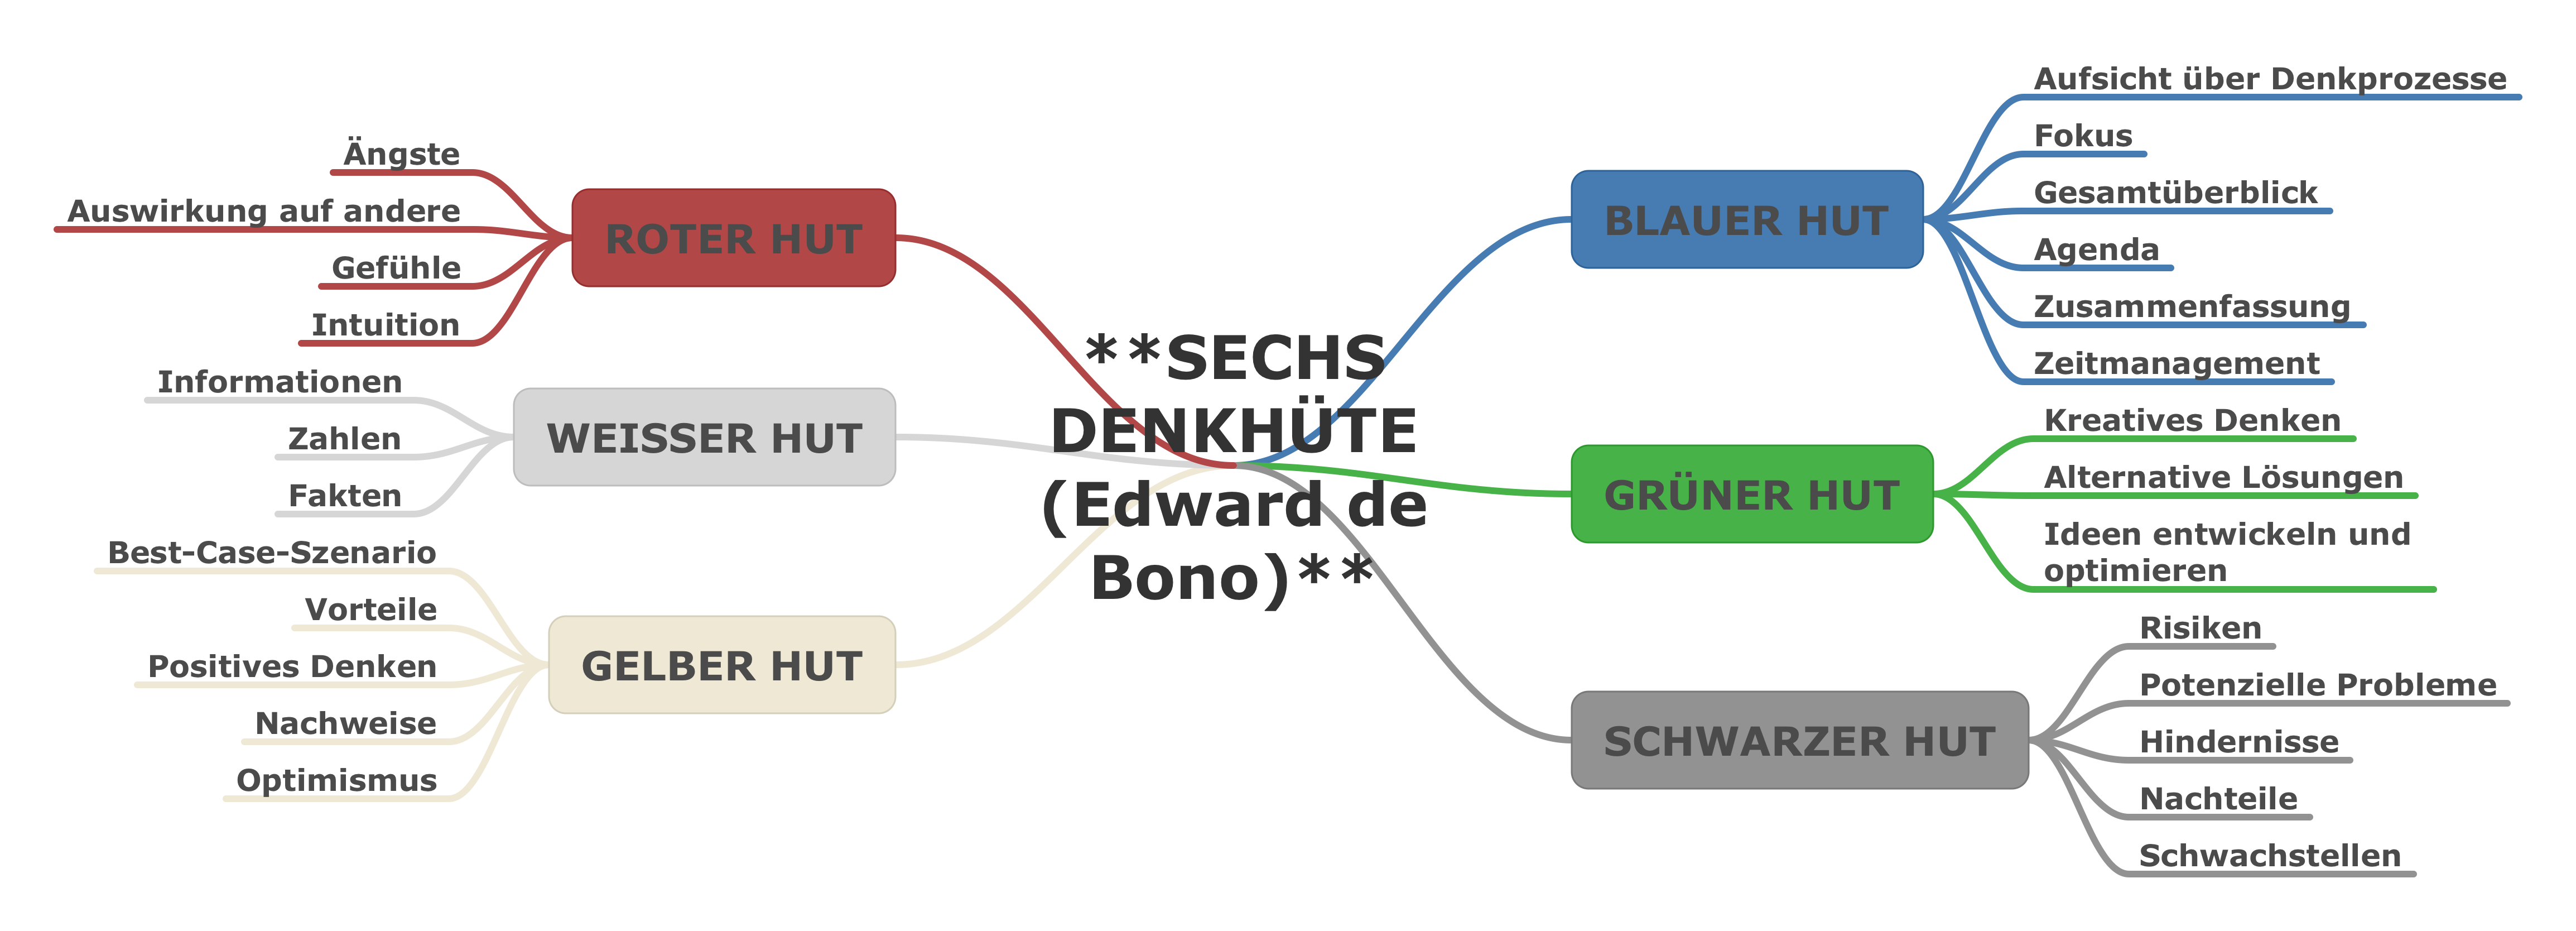 **SECHS
DENKHÜTE
(Edward de
Bono)**
BLAUER HUT
Aufsicht über Denkprozesse
Fokus
Gesamtüberblick
Agenda
Zusammenfassung
Zeitmanagement
GRÜNER HUT
Kreatives Denken
Alternative Lösungen
Ideen entwickeln und
optimieren
SCHWARZER HUT
Risiken
Potenzielle Probleme
Hindernisse
Nachteile
Schwachstellen
ROTER HUT
Ängste
Auswirkung auf andere
Gefühle
Intuition
WEISSER HUT
Informationen
Zahlen
Fakten
GELBER HUT
Best-Case-Szenario
Vorteile
Positives Denken
Nachweise
Optimismus